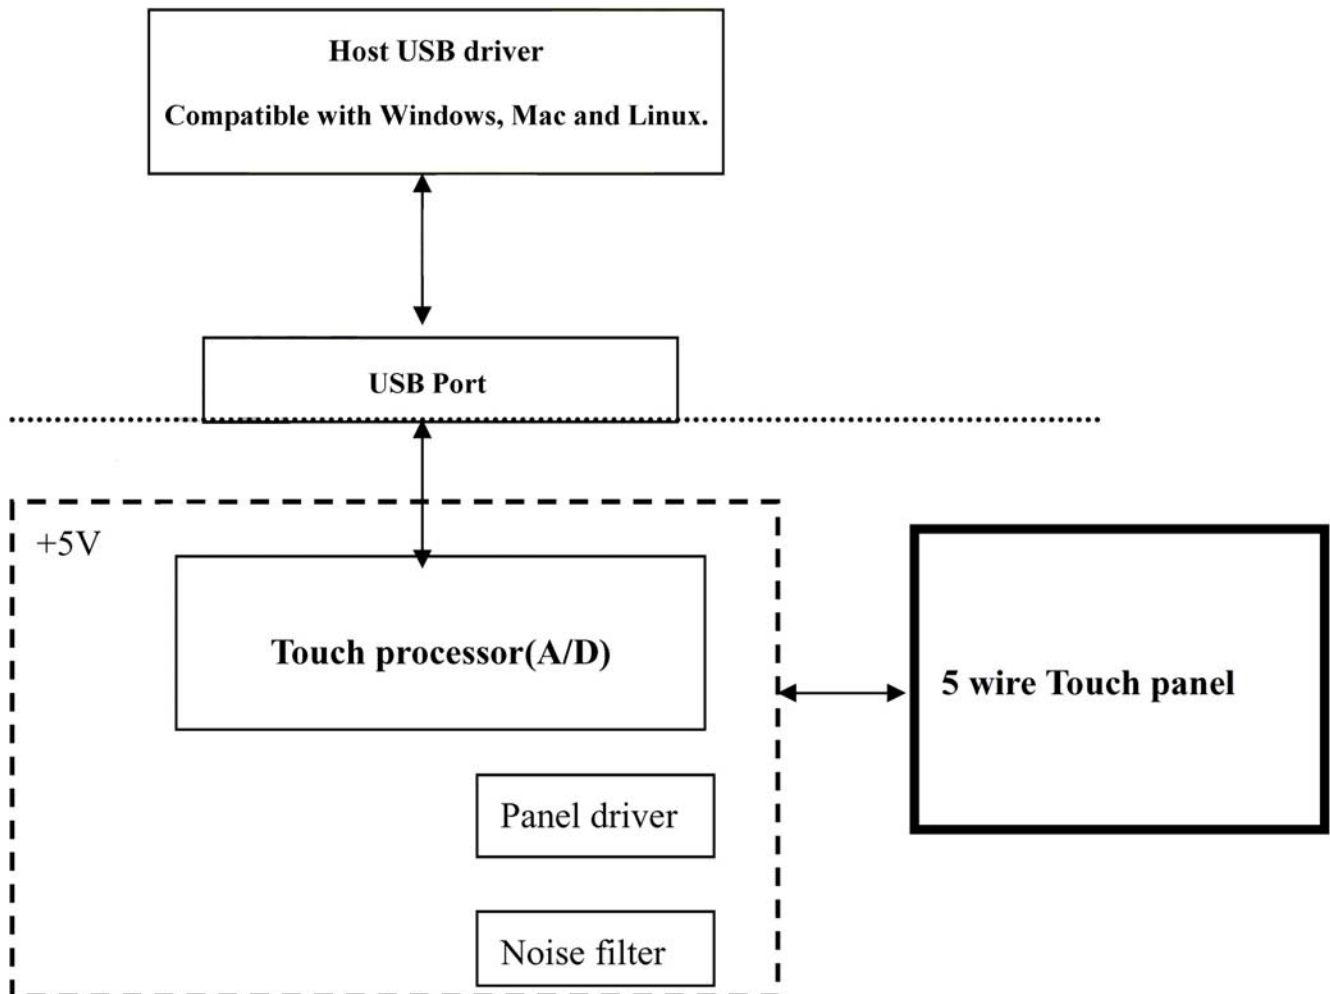 Host USB driver
Compatible with Windows, Mac and Linux.
USB Port
+5V
Touch processor(A/D)
5 wire Touch panel
Panel driver
Noise filter